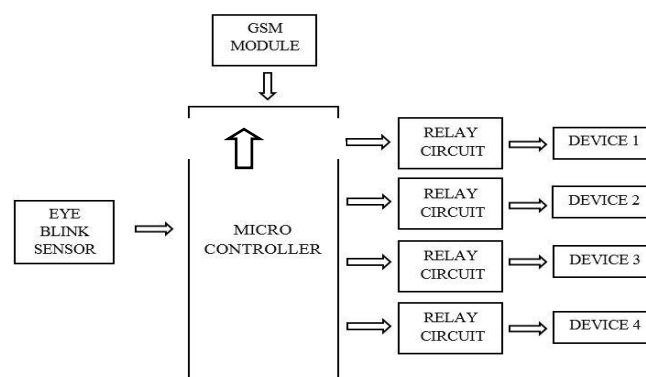 GSM
MODULE
EYE
BLINK
SENSOR
MICRO
CONTROLLER
RELAY
CIRCUIT
DEVICE 1
RELAY
CIRCUIT
DEVICE 2
RELAY
CIRCUIT
DEVICE 3
RELAY
CIRCUIT
DEVICE 4